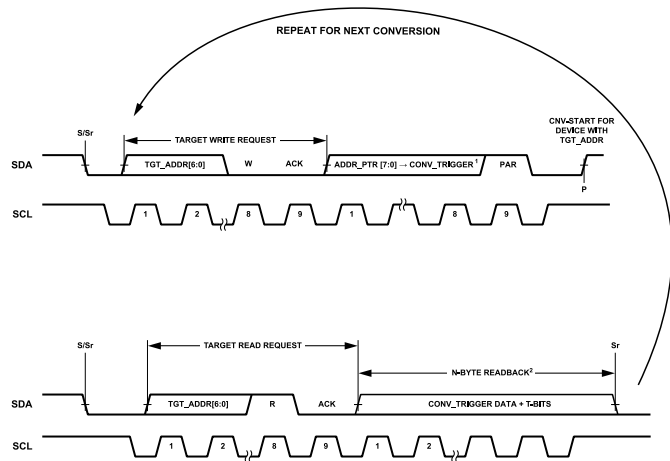 REPEAT FOR NEXT CONVERSION
CNV-START FOR
DEVICE WITH
TGT_ADDR
S/Sr
TARGET WRITE REQUEST
SDA
TGT_ADDR[6:0]
W
ACK
ADDR_PTR [7:0] → CONV_TRIGGER¹
PAR
P
SCL
1
2
8
9
1
8
9
S/Sr
TARGET READ REQUEST
Sr
N-BYTE READBACK²
SDA
TGT_ADDR[6:0]
R
ACK
CONV_TRIGGER DATA + T-BITS
SCL
1
2
8
9
1
2